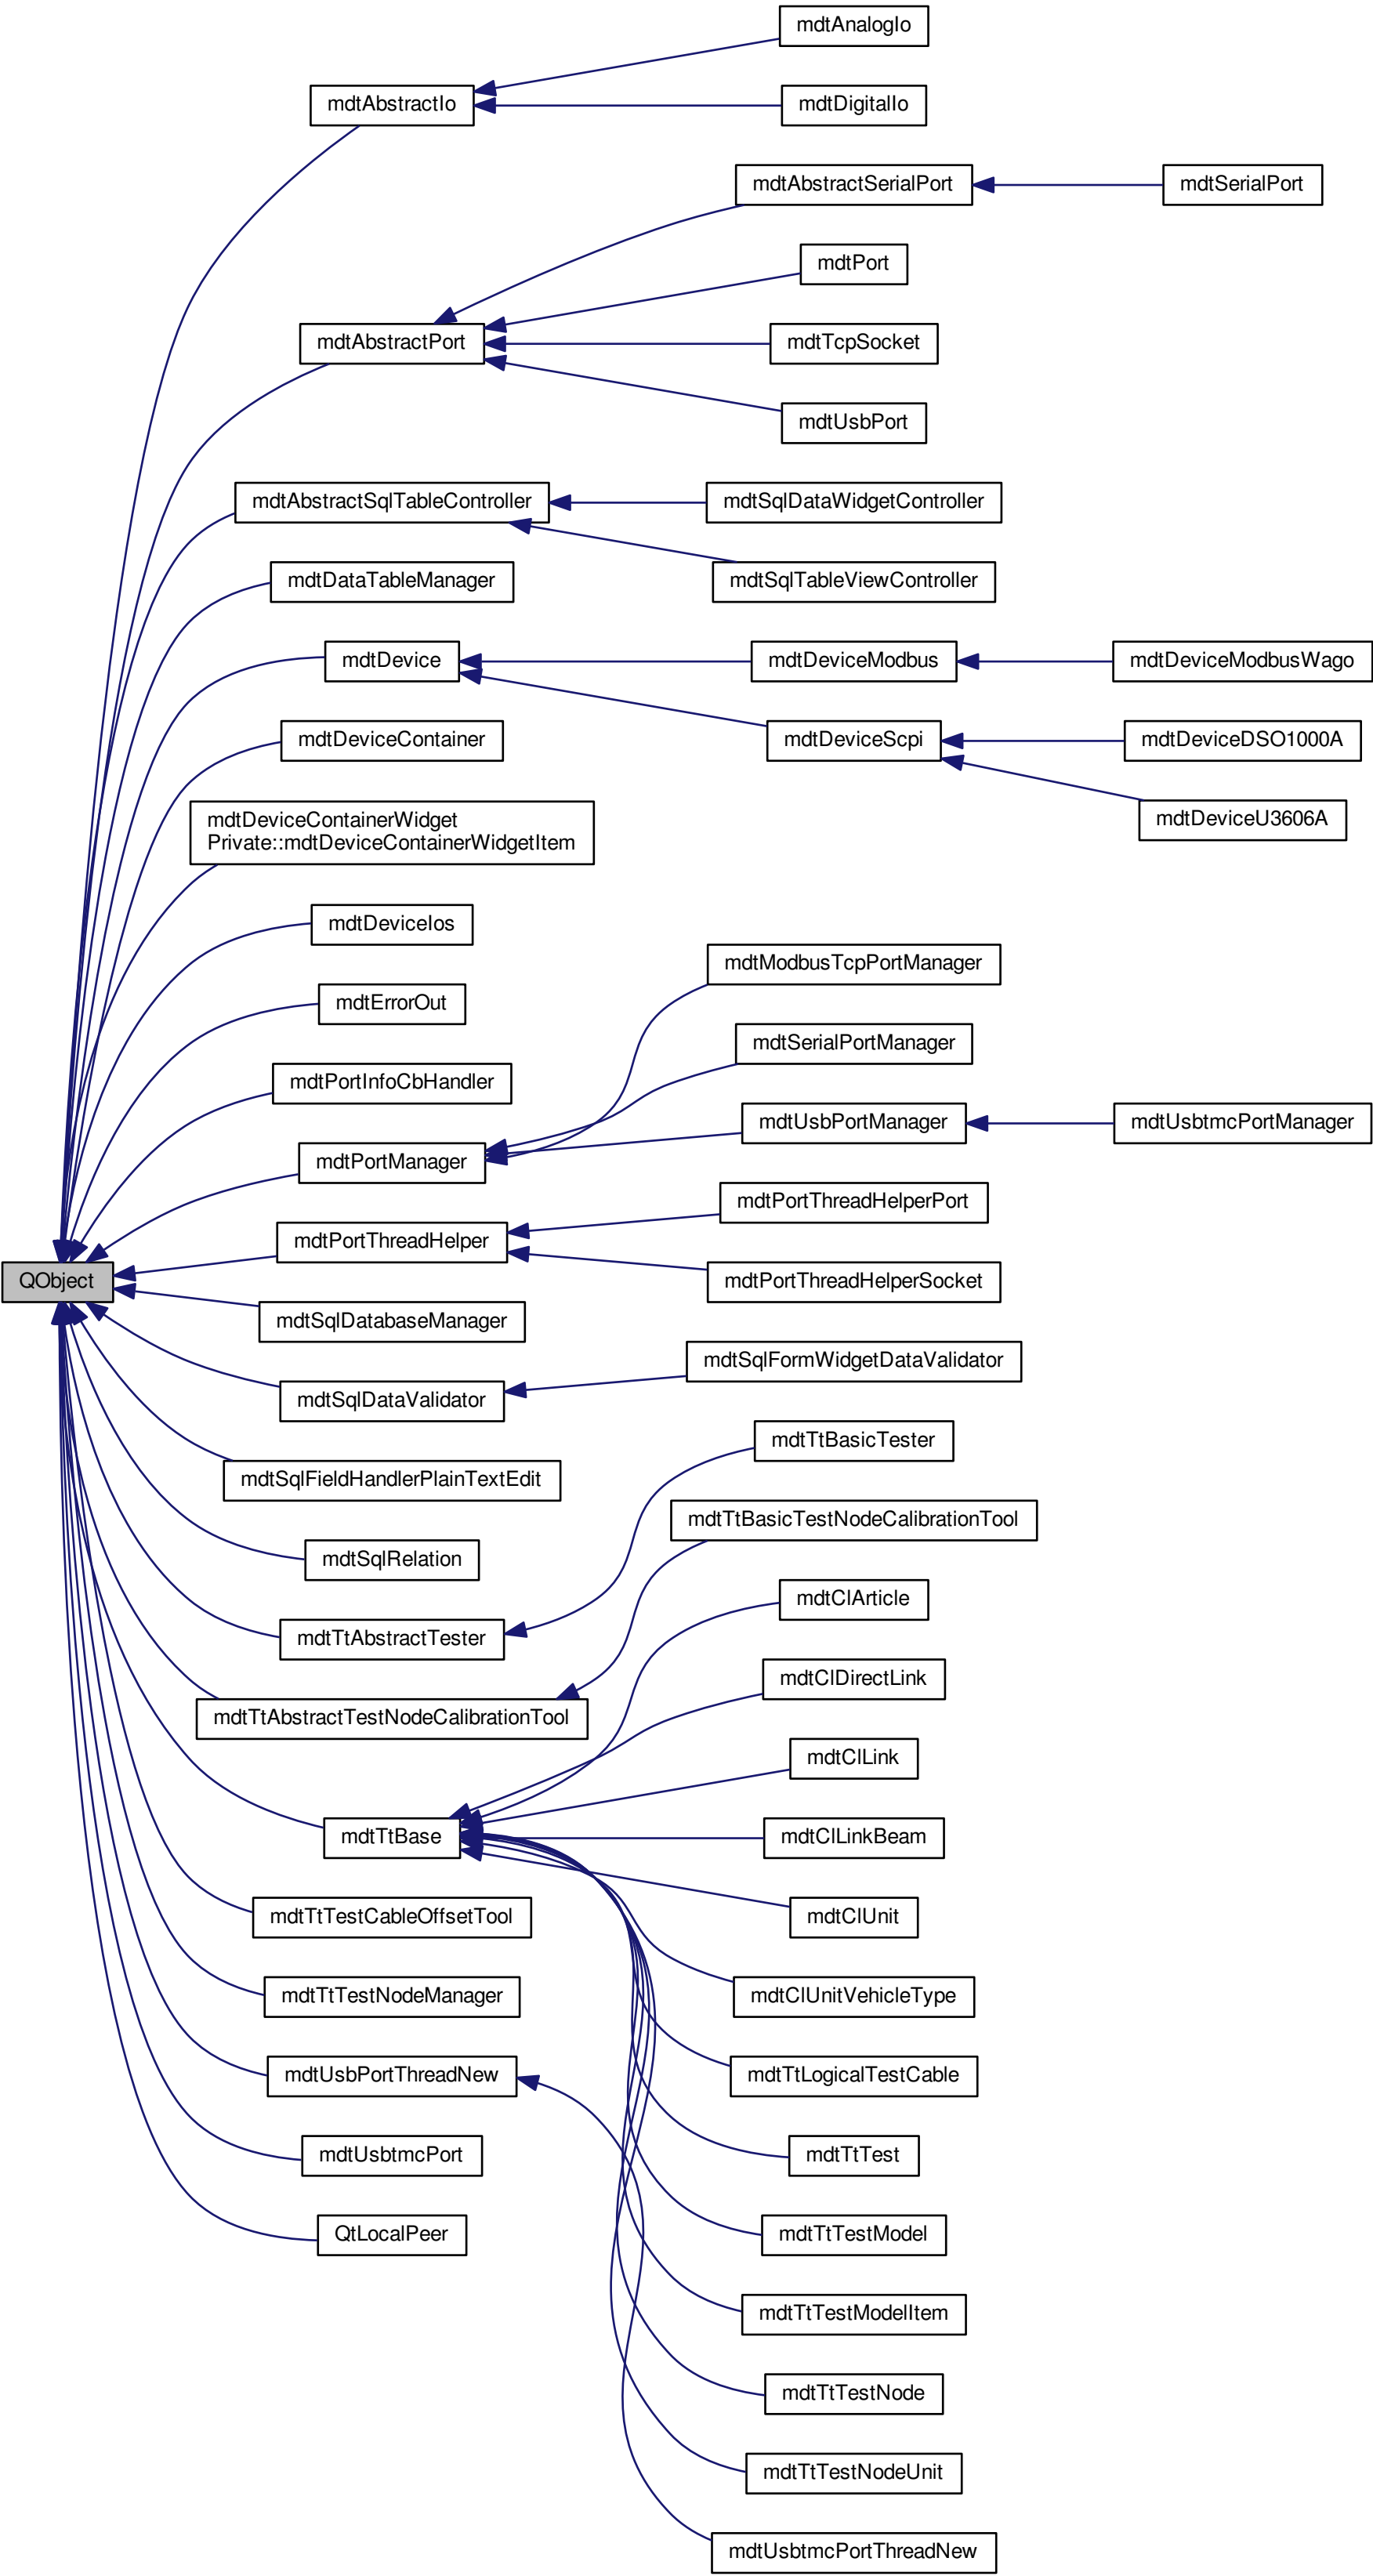 mdtAnalogIo
mdtAbstractIo
mdtDigitalIo
mdtAbstractSerialPort
mdtSerialPort
mdtPort
mdtAbstractPort
mdtTcpSocket
mdtUsbPort
mdtAbstractSqlTableController
mdtSqlDataWidgetController
mdtDataTableManager
mdtSqlTableViewController
mdtDevice
mdtDeviceModbus
mdtDeviceModbusWago
mdtDeviceContainer
mdtDeviceScpi
mdtDeviceDSO1000A
mdtDeviceContainerWidget
Private::mdtDeviceContainerWidgetItem
mdtDeviceU3606A
mdtDeviceIos
mdtModbusTcpPortManager
mdtErrorOut
mdtSerialPortManager
mdtPortInfoCbHandler
mdtUsbPortManager
mdtUsbtmcPortManager
mdtPortManager
mdtPortThreadHelperPort
mdtPortThreadHelper
QObject
mdtPortThreadHelperSocket
mdtSqlDatabaseManager
mdtSqlFormWidgetDataValidator
mdtSqlDataValidator
mdtTtBasicTester
mdtSqlFieldHandlerPlainTextEdit
mdtTtBasicTestNodeCalibrationTool
mdtSqlRelation
mdtClArticle
mdtTtAbstractTester
mdtClDirectLink
mdtTtAbstractTestNodeCalibrationTool
mdtClLink
mdtTtBase
mdtClLinkBeam
mdtTtTestCableOffsetTool
mdtClUnit
mdtTtTestNodeManager
mdtClUnitVehicleType
mdtUsbPortThreadNew
mdtTtLogicalTestCable
mdtUsbtmcPort
mdtTtTest
QtLocalPeer
mdtTtTestModel
mdtTtTestModelItem
mdtTtTestNode
mdtTtTestNodeUnit
mdtUsbtmcPortThreadNew